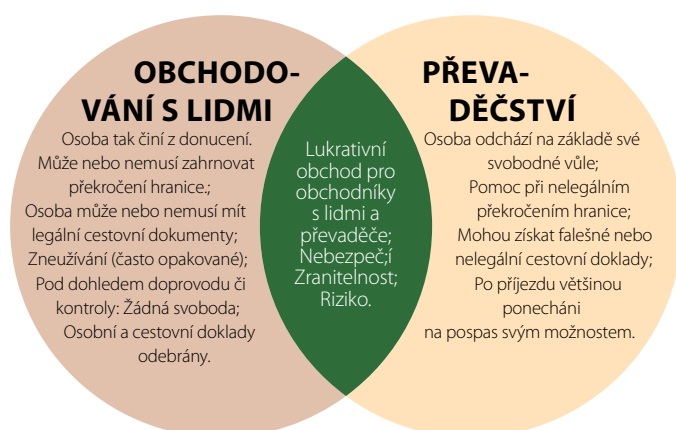 OBCHODO-
VÁNÍ S LIDMI
Osoba tak činí z donucení.
Může nebo nemusí zahrnovat
překročení hranice.;
Osoba může nebo nemusí mít
legální cestovní dokumenty;
Zneužívání (často opakované);
Pod dohledem doprovodu či
kontroly: Žádná svoboda;
Osobní a cestovní doklady
odebrány.
Lukrativní
obchod pro
obchodníky
s lidmi a
převaděče;
Nebezpeč;í
Zranitelnost;
Riziko.
PŘEVA-
DĚČSTVÍ
Osoba odchází na základě své
svobodné vůle;
Pomoc při nelegálním
překročením hranice;
Mohou získat falešné nebo
nelegální cestovní doklady;
Po příjezdu většinou
ponecháni
na pospas svým možnostem.